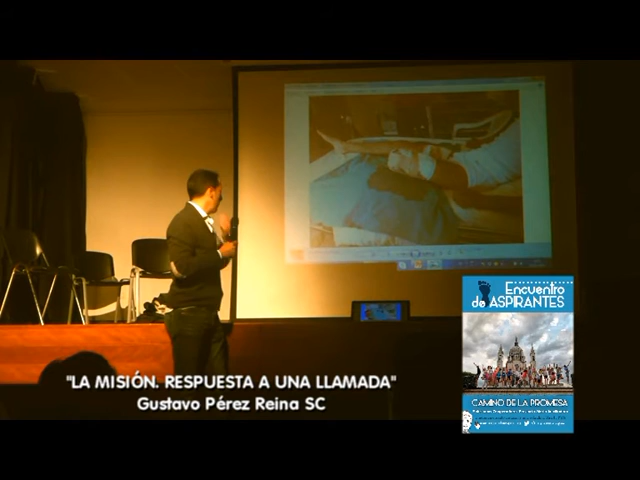 "LA MISIÓN. RESPUESTA A UNA LLAMADA"
Gustavo Pérez Reina SC
Encuentro
de ASPIRANTES
CAMINO DE LA PROMESA